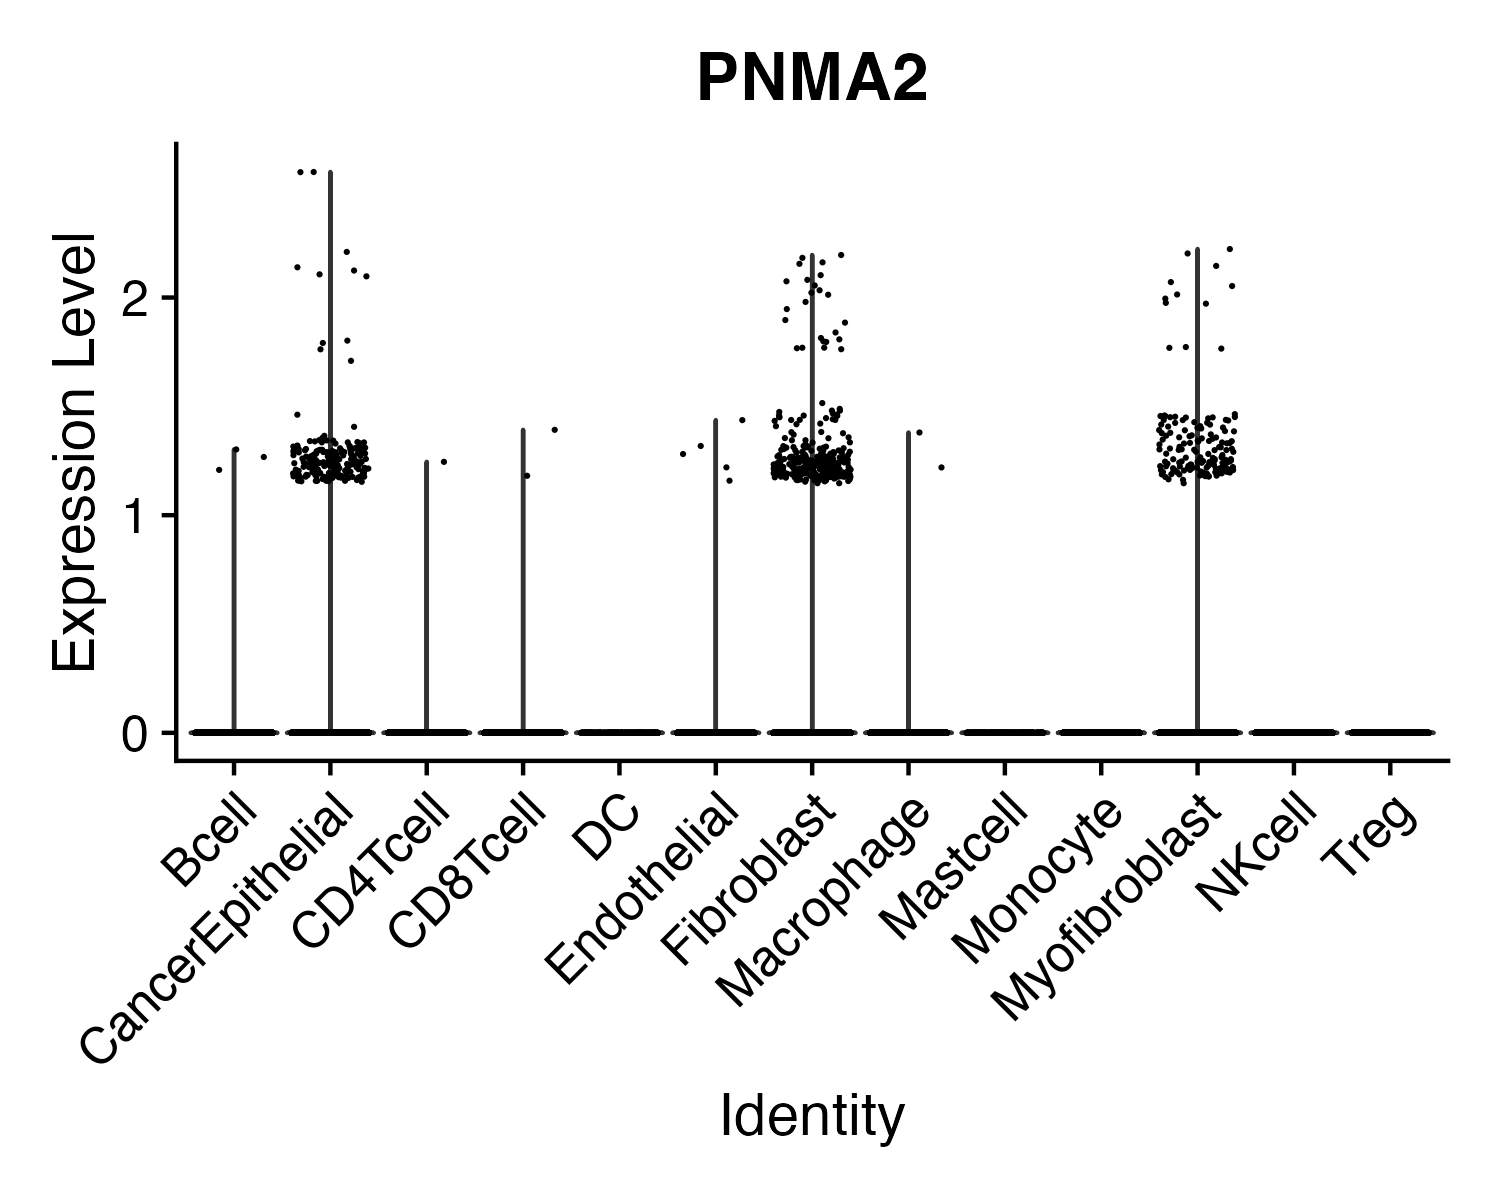 PNMA2
Expression Level
2
1
0
Bcell
CancerEpithelial
CD4Tcell
CD8Tcell
DC
Endothelial
Fibroblast
Macrophage
Mastcell
Monocyte
Myofibroblast
NKcell
Treg
Identity